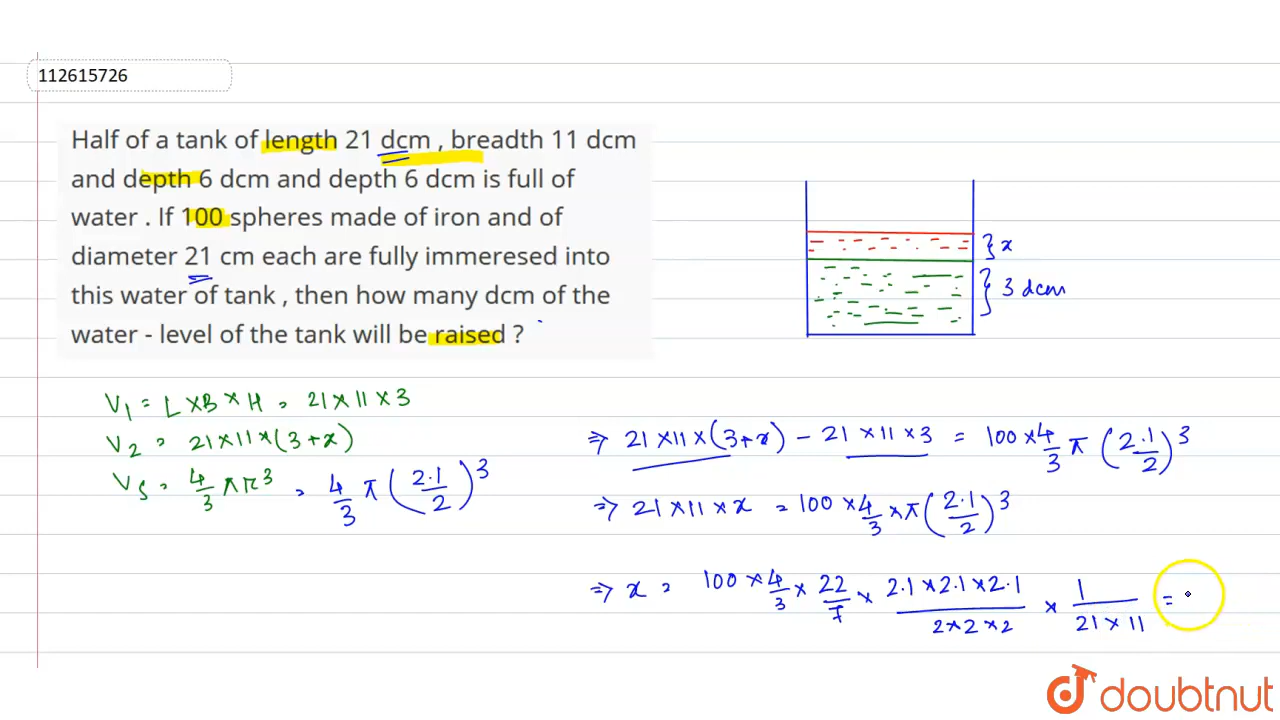 112615726
Half of a tank of length 21 dcm , breadth 11 dcm
and depth 6 dcm and depth 6 dcm is full of
water . If 100 spheres made of iron and of
diameter 21 cm each are fully immeresed into
this water of tank , then how many dcm of the
water - level of the tank will be raised ?
x
3 dcm
V1 = L × B × H = 21 × 11 × 3
V2 = 21 × 11 × (3 + x)
VS = 4/3 π r^3 = 4/3 π (2.1/2)^3
⇒ 21 × 11 × (3 + x) - 21 × 11 × 3 = 100 × 4/3 π (2.1/2)^3
⇒ 21 × 11 × x = 100 × 4/3 × π (2.1/2)^3
⇒ x = 100 × 4/3 × 22/7 × 2.1 × 2.1 × 2.1/2 × 2 × 2 × 1/21 × 11 =
doubtnut